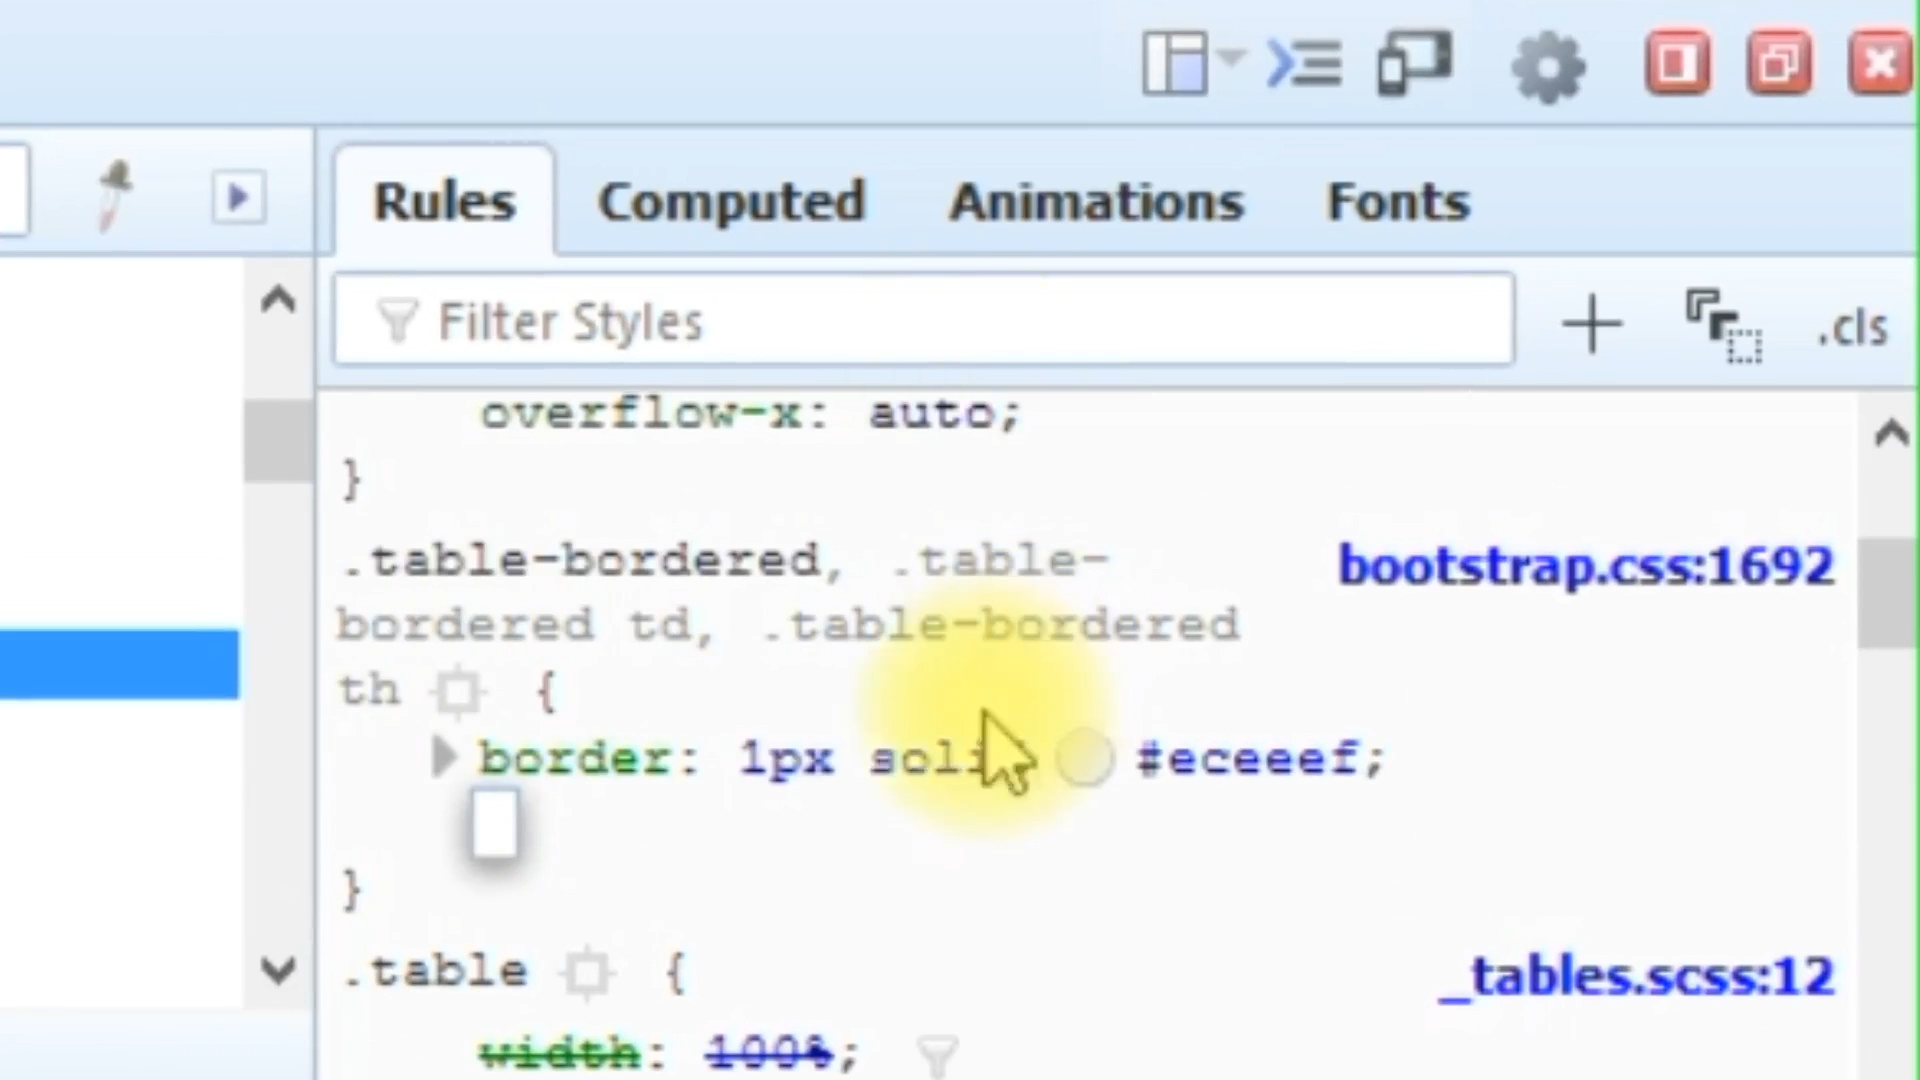 Rules Computed Animations Fonts
Filter Styles .cls
overflow-x: auto;
}
.table-bordered, .table- bootstrap.css:1692
bordered td, .table-bordered
th {
border: 1px soli #eceeef;
}
.table { _tables.scss:12
width: 100%;